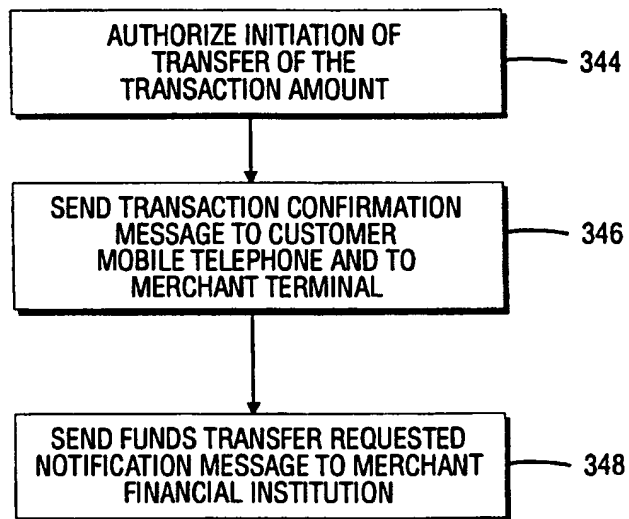 AUTHORIZE INITIATION OF
TRANSFER OF THE
TRANSACTION AMOUNT
344
SEND TRANSACTION CONFIRMATION
MESSAGE TO CUSTOMER
MOBILE TELEPHONE AND TO
MERCHANT TERMINAL
346
SEND FUNDS TRANSFER REQUESTED
NOTIFICATION MESSAGE TO MERCHANT
FINANCIAL INSTITUTION
348